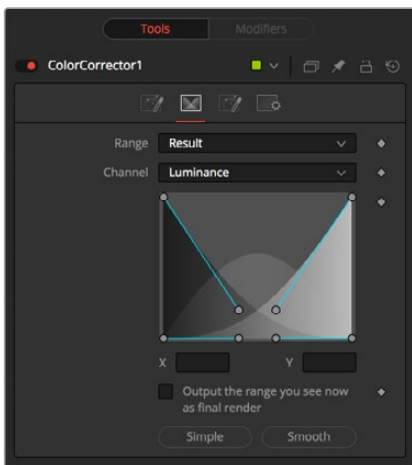 Tools Modifiers
ColorCorrector1
Range Result
Channel Luminance
X Y
Output the range you see now
as final render
Simple Smooth